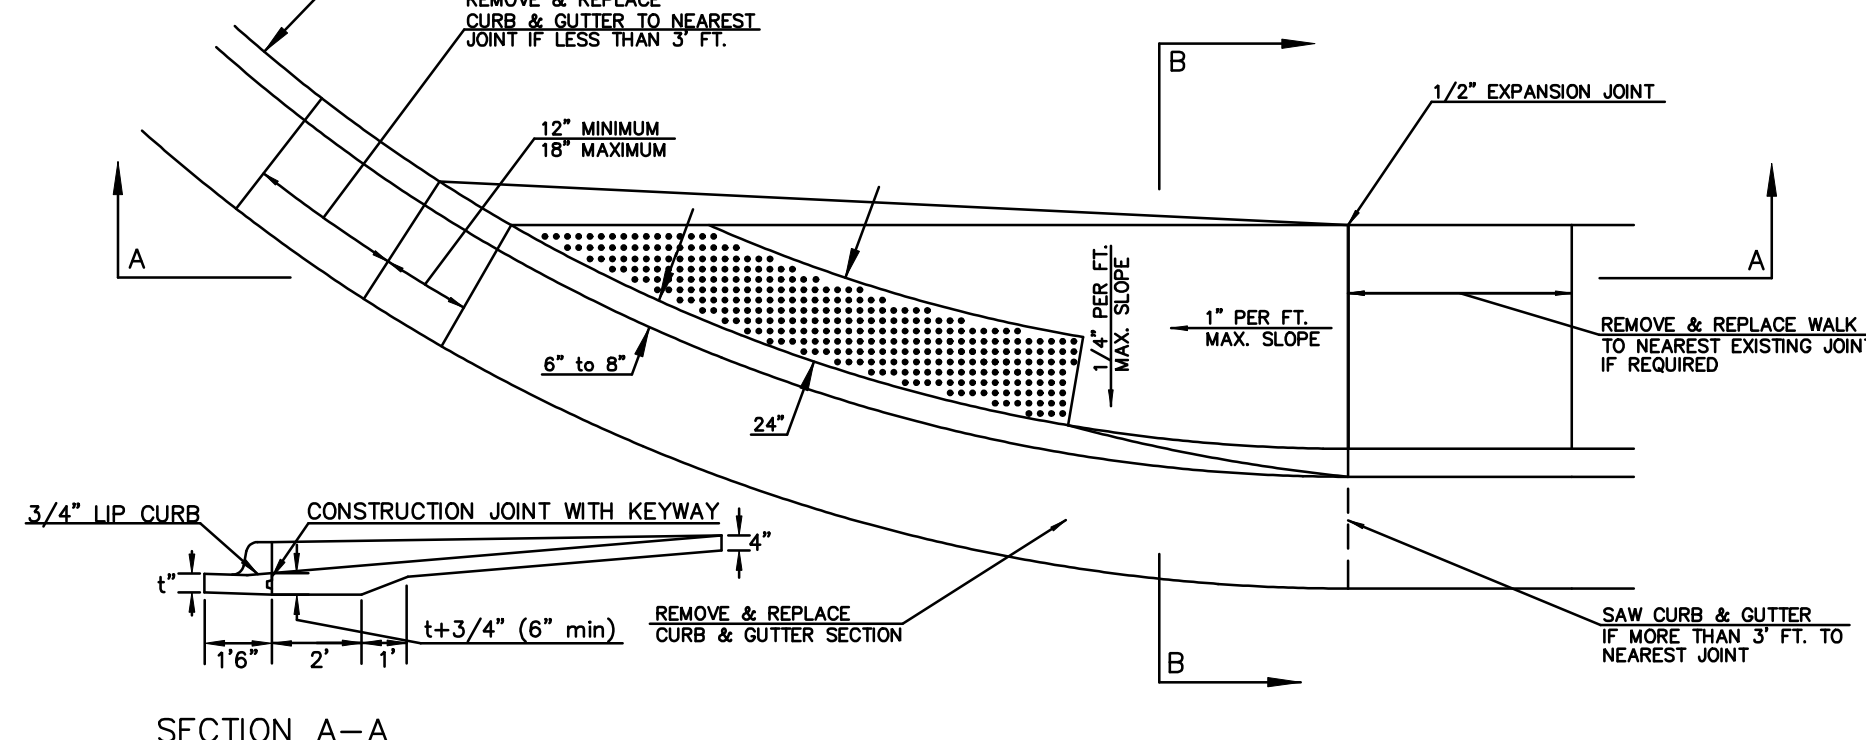 REMOVE & REPLACE
CURB & GUTTER TO NEAREST
JOINT IF LESS THAN 3' FT.
B
1/2" EXPANSION JOINT
12" MINIMUM
18" MAXIMUM
A
A
1/4" PER FT.
MAX. SLOPE
1" PER FT.
MAX. SLOPE
REMOVE & REPLACE WALK
TO NEAREST EXISTING JOINT
IF REQUIRED
6" to 8"
24"
3/4" LIP CURB
CONSTRUCTION JOINT WITH KEYWAY
4"
t"
t+3/4" (6" min)
1'6"
2'
1'
REMOVE & REPLACE
CURB & GUTTER SECTION
SAW CURB & GUTTER
IF MORE THAN 3' FT. TO
NEAREST JOINT
B
SECTION A-A